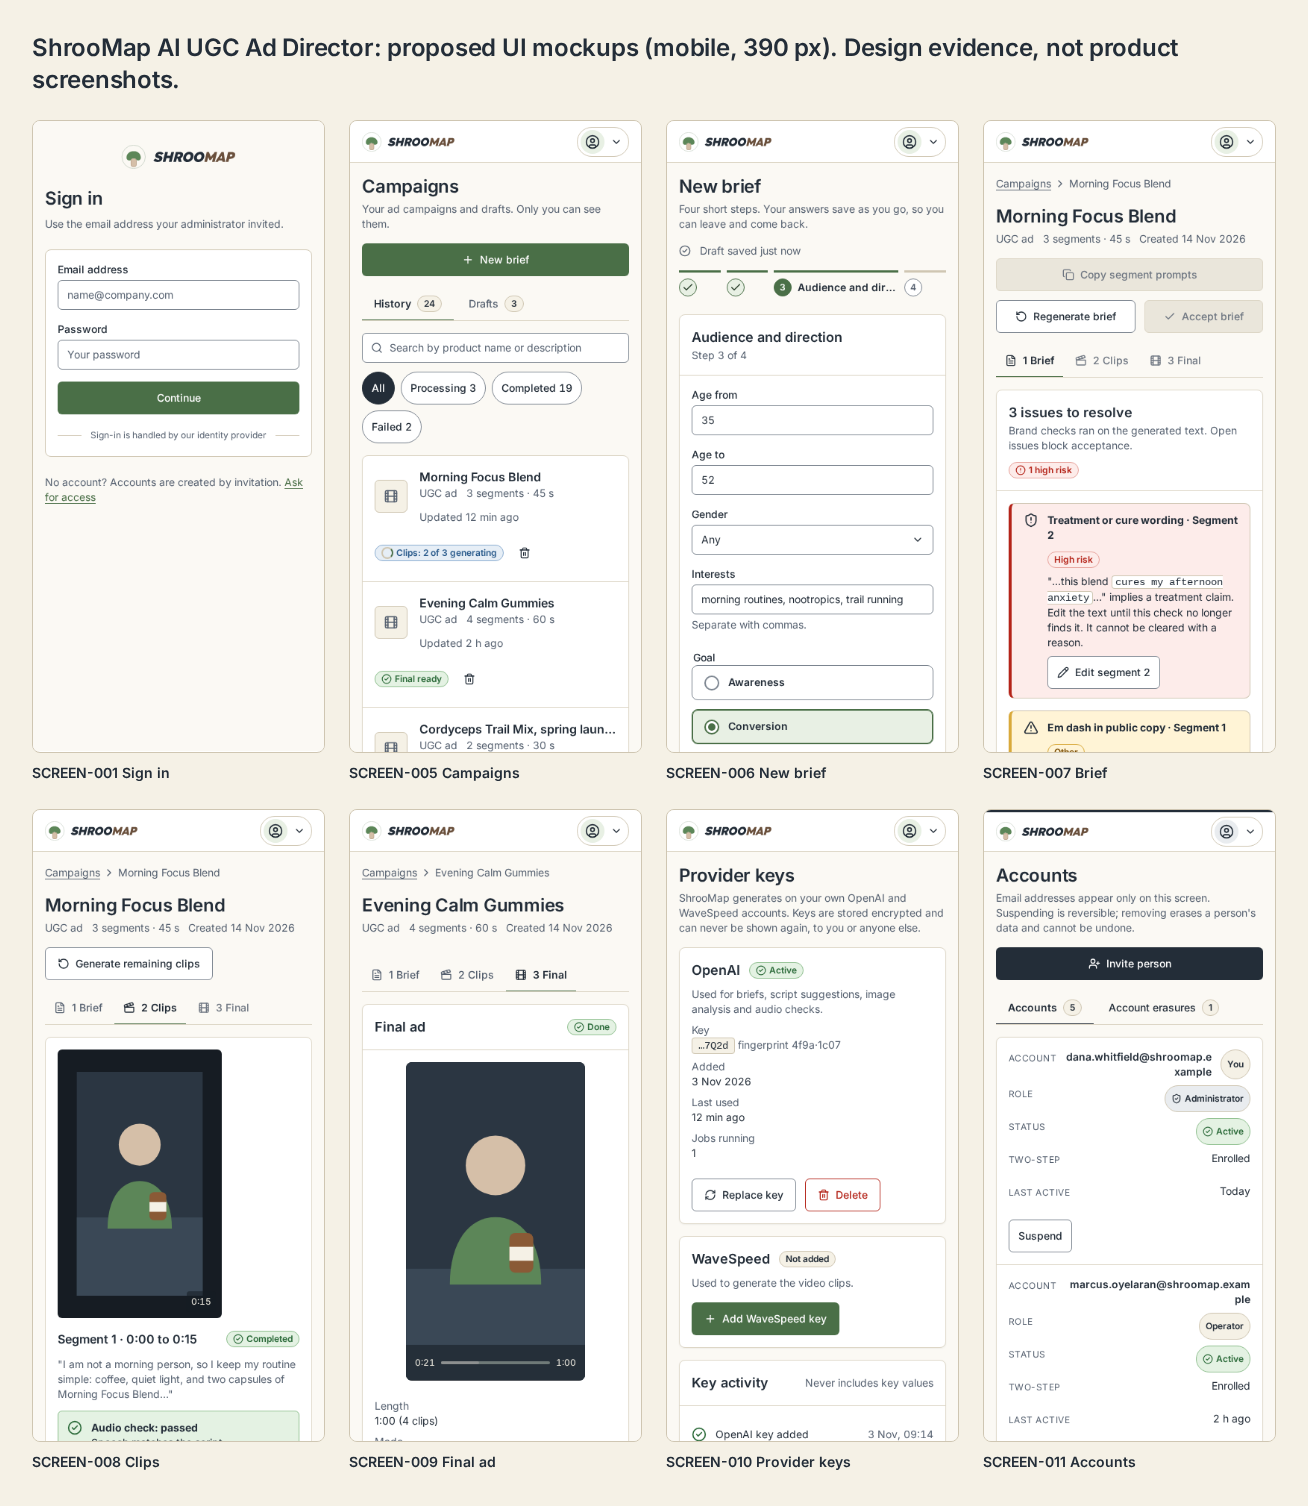 ShrooMap AI UGC Ad Director: proposed UI mockups (mobile, 390 px). Design evidence, not product
screenshots.
SHROOMAP
Sign in
Use the email address your administrator invited.
Email address
name@company.com
Password
Your password
Continue
Sign-in is handled by our identity provider
No account? Accounts are created by invitation. Ask
for access
SCREEN-001 Sign in
SHROOMAP
Campaigns
Your ad campaigns and drafts. Only you can see
them.
New brief
History 24 Drafts 3
Search by product name or description
All Processing 3 Completed 19
Failed 2
Morning Focus Blend
UGC ad 3 segments · 45 s
Updated 12 min ago
Clips: 2 of 3 generating
Evening Calm Gummies
UGC ad 4 segments · 60 s
Updated 2 h ago
Final ready
Cordyceps Trail Mix, spring laun...
UGC ad 2 segments · 30 s
SCREEN-005 Campaigns
SHROOMAP
New brief
Four short steps. Your answers save as you go, so you
can leave and come back.
Draft saved just now
3 Audience and dir... 4
Audience and direction
Step 3 of 4
Age from
35
Age to
52
Gender
Any
Interests
morning routines, nootropics, trail running
Separate with commas.
Goal
Awareness
Conversion
SCREEN-006 New brief
SHROOMAP
Campaigns > Morning Focus Blend
Morning Focus Blend
UGC ad 3 segments · 45 s Created 14 Nov 2026
Copy segment prompts
Regenerate brief Accept brief
1 Brief 2 Clips 3 Final
3 issues to resolve
Brand checks ran on the generated text. Open
issues block acceptance.
1 high risk
Treatment or cure wording · Segment
2
High risk
"...this blend cures my afternoon
anxiety..." implies a treatment claim.
Edit the text until this check no longer
finds it. It cannot be cleared with a
reason.
Edit segment 2
Em dash in public copy · Segment 1
Other
SCREEN-007 Brief
SHROOMAP
Campaigns > Morning Focus Blend
Morning Focus Blend
UGC ad 3 segments · 45 s Created 14 Nov 2026
Generate remaining clips
1 Brief 2 Clips 3 Final
0:15
Segment 1 · 0:00 to 0:15 Completed
"I am not a morning person, so I keep my routine
simple: coffee, quiet light, and two capsules of
Morning Focus Blend..."
Audio check: passed
SCREEN-008 Clips
SHROOMAP
Campaigns > Evening Calm Gummies
Evening Calm Gummies
UGC ad 4 segments · 60 s Created 14 Nov 2026
1 Brief 2 Clips 3 Final
Final ad Done
0:21 1:00
Length
1:00 (4 clips)
SCREEN-009 Final ad
SHROOMAP
Provider keys
ShrooMap generates on your own OpenAI and
WaveSpeed accounts. Keys are stored encrypted and
can never be shown again, to you or anyone else.
OpenAI Active
Used for briefs, script suggestions, image
analysis and audio checks.
Key
...7Q2d fingerprint 4f9a·1c07
Added
3 Nov 2026
Last used
12 min ago
Jobs running
1
Replace key Delete
WaveSpeed Not added
Used to generate the video clips.
Add WaveSpeed key
Key activity Never includes key values
OpenAI key added 3 Nov, 09:14
SCREEN-010 Provider keys
SHROOMAP
Accounts
Email addresses appear only on this screen.
Suspending is reversible; removing erases a person's
data and cannot be undone.
Invite person
Accounts 5 Account erasures 1
ACCOUNT dana.whitfield@shroomap.e
xample You
ROLE Administrator
STATUS Active
TWO-STEP Enrolled
LAST ACTIVE Today
Suspend
ACCOUNT marcus.oyelaran@shroomap.exam
ple
ROLE Operator
STATUS Active
TWO-STEP Enrolled
LAST ACTIVE 2 h ago
SCREEN-011 Accounts